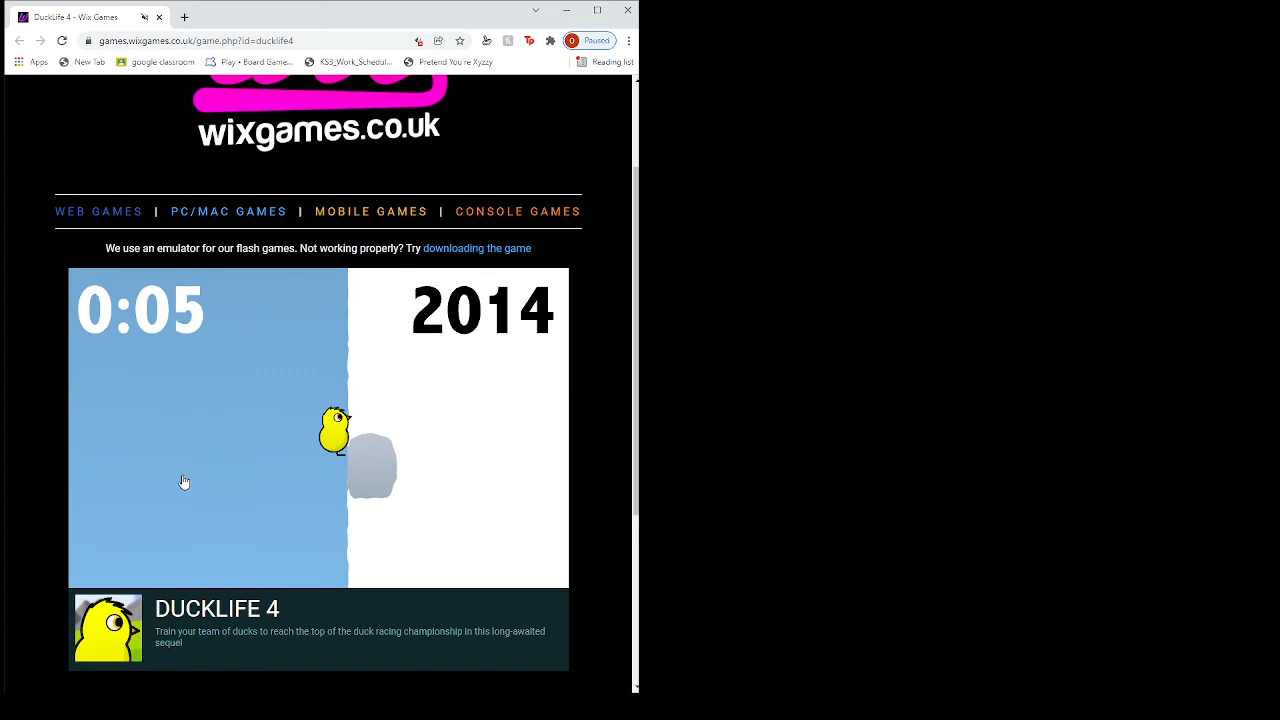 DuckLife 4 - Wix Games
games.wixgames.co.uk/game.php?id=ducklife4
O Paused
Apps New Tab google classroom Play • Board Game... KS3_Work_Schedul... Pretend You're Xyzzy Reading list
wixgames.co.uk
WEB GAMES | PC/MAC GAMES | MOBILE GAMES | CONSOLE GAMES
We use an emulator for our flash games. Not working properly? Try downloading the game
0:05 2014
DUCKLIFE 4
Train your team of ducks to reach the top of the duck racing championship in this long-awaited
sequel